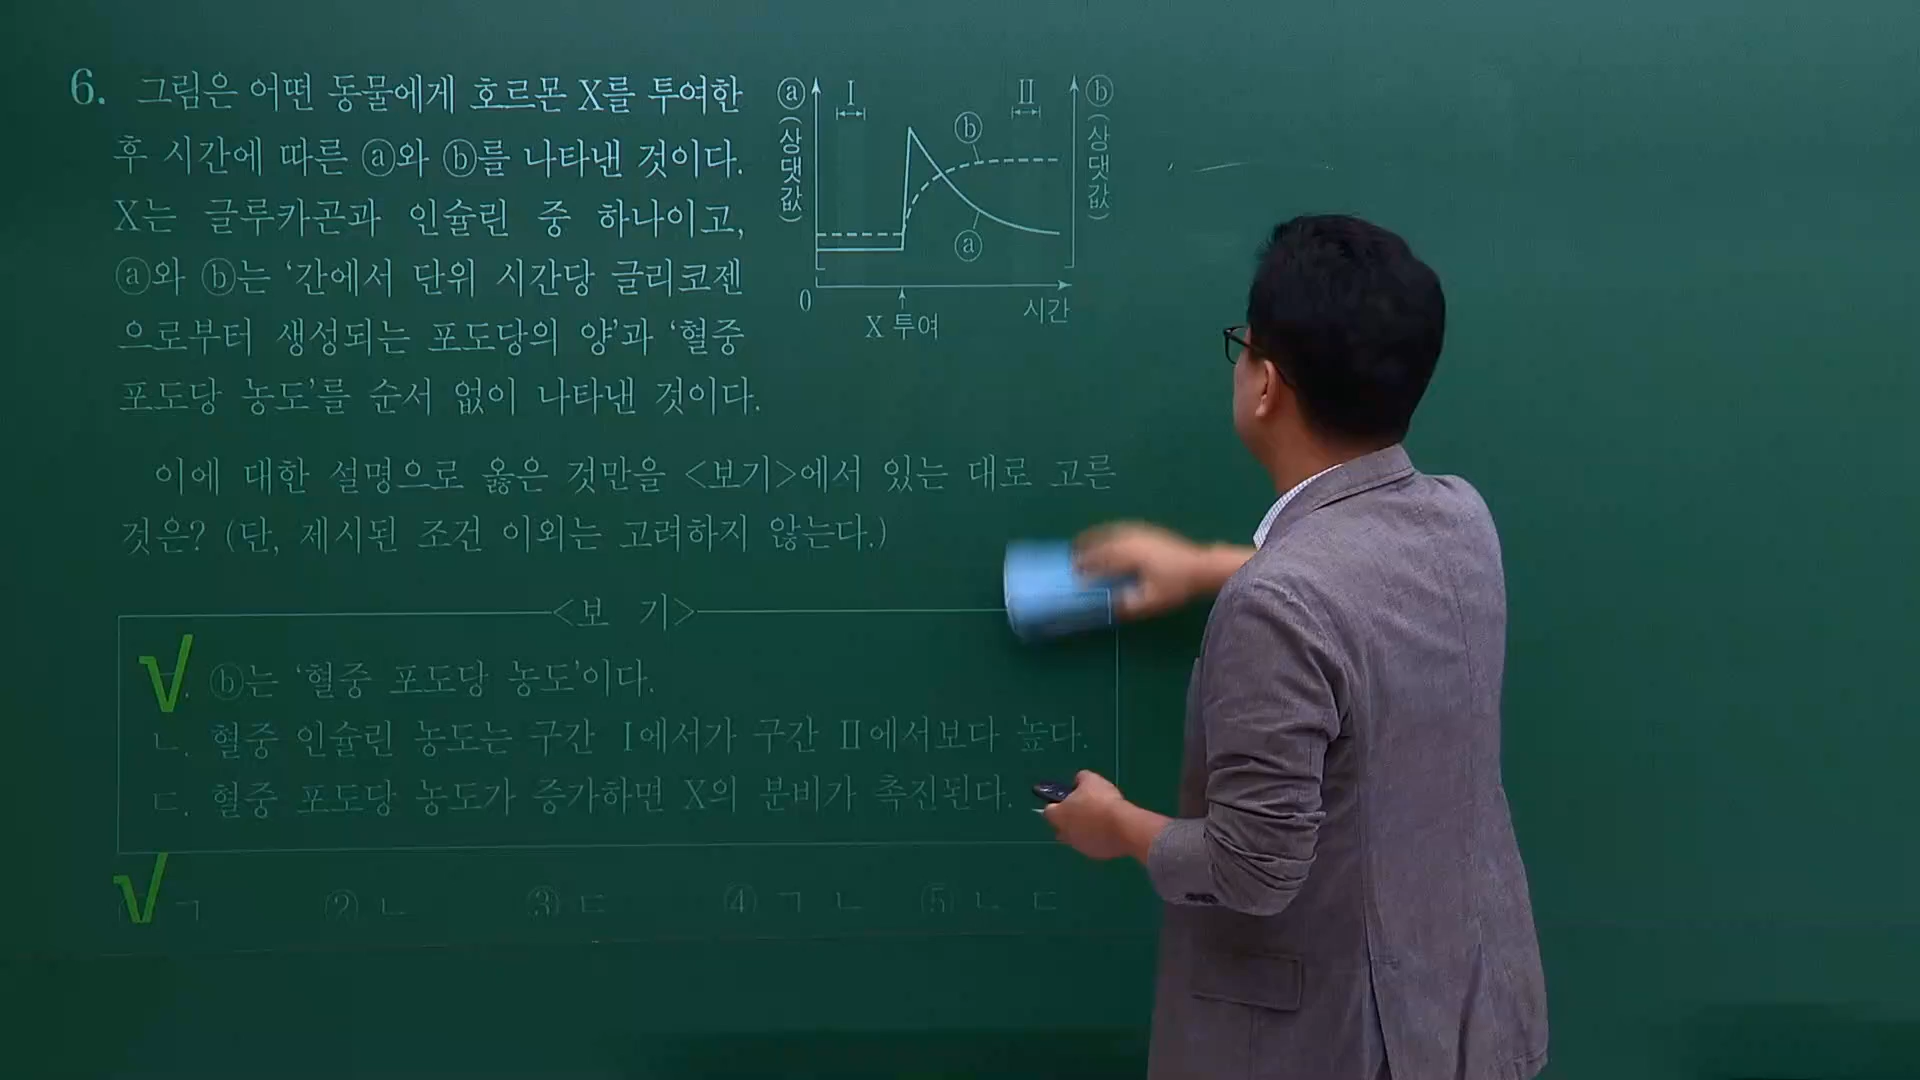 6. 그림은 어떤 동물에게 호르몬 X를 투여한
후 시간에 따른 ⓐ와 ⓑ를 나타낸 것이다.
X는 글루카곤과 인슐린 중 하나이고,
ⓐ와 ⓑ는 ‘간에서 단위 시간당 글리코젠
으로부터 생성되는 포도당의 양’과 ‘혈중
포도당 농도’를 순서 없이 나타낸 것이다.
ⓐ(상댓값)
Ⅰ
Ⅱ
ⓑ(상댓값)
ⓑ
ⓐ
0
X 투여
시간
이에 대한 설명으로 옳은 것만을 <보기>에서 있는 대로 고른
것은? (단, 제시된 조건 이외는 고려하지 않는다.)
<보 기>
ⓑ는 ‘혈중 포도당 농도’이다.
ㄴ. 혈중 인슐린 농도는 구간 Ⅰ에서가 구간 Ⅱ에서보다 높다.
ㄷ. 혈중 포도당 농도가 증가하면 X의 분비가 촉진된다.
ㄱ ② ㄴ ③ ㄷ ④ ㄱ ㄴ ⑤ ㄴ ㄷ